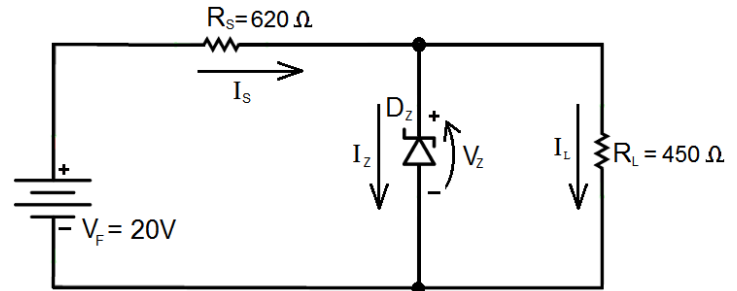 R_S=620 Ω
I_S
D_Z
+
I_Z
V_Z
-
I_L
R_L = 450 Ω
+
-
V_F = 20V